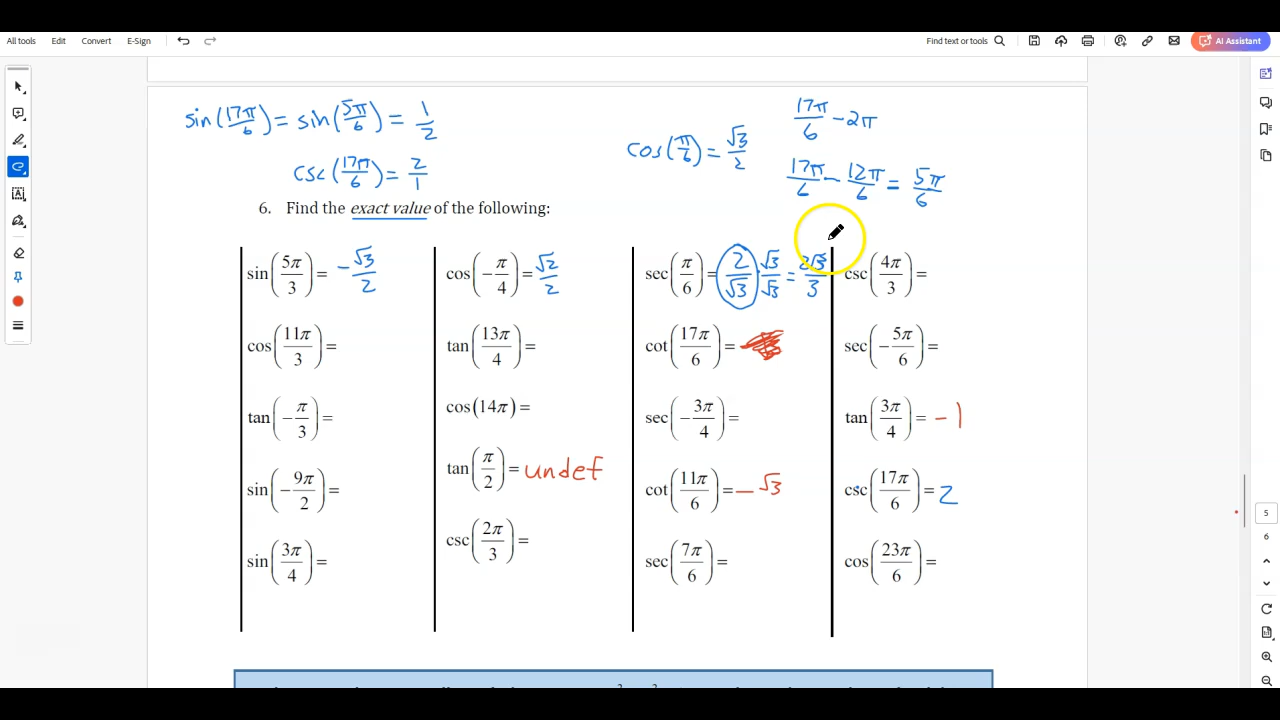 All tools Edit Convert E-Sign Find text or tools AI Assistant
sin(17π/6) = sin(5π/6) = 1/2
csc(17π/6) = 2/1
cos(π/6) = √3/2
17π/6 - 2π
17π/6 - 12π/6 = 5π/6
6. Find the exact value of the following:
sin(5π/3) = -√3/2
cos(11π/3) =
tan(-π/3) =
sin(-9π/2) =
sin(3π/4) =
cos(-π/4) = √2/2
tan(13π/4) =
cos(14π) =
tan(π/2) = undef
csc(2π/3) =
sec(π/6) = 2/√3 · √3/√3 = 2√3/3
cot(17π/6) =
sec(-3π/4) =
cot(11π/6) = -√3
sec(7π/6) =
csc(4π/3) =
sec(-5π/6) =
tan(3π/4) = -1
csc(17π/6) = 2
cos(23π/6) =
5
6